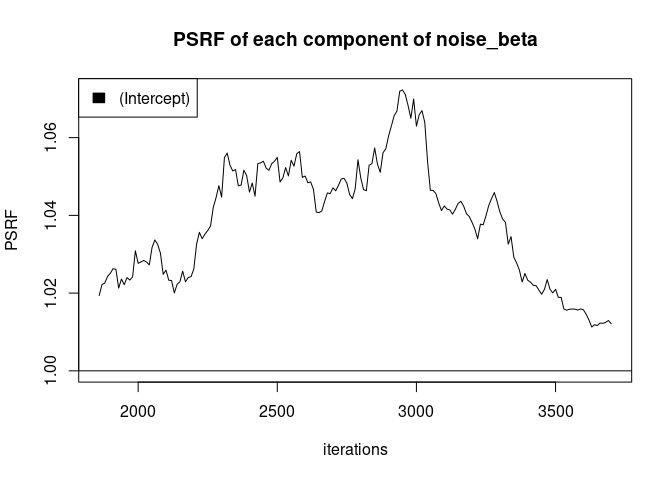 PSRF of each component of noise_beta
(Intercept)
PSRF
1.06
1.04
1.02
1.00
2000 2500 3000 3500
iterations